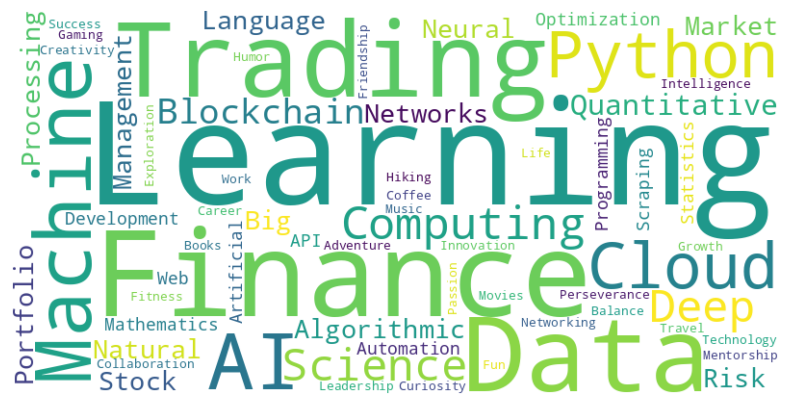 Success
Gaming
Creativity
Processing
Language
Trading
Humor
Friendship
Neural
Optimization
Market
Python
Intelligence
Management
Exploration
Blockchain
Networks
Quantitative
Machine
Learning
Work
Hiking
Coffee
Music
Life
Programming
Scraping
Statistics
Development
Career
Big
Computing
Books
API
Adventure
Innovation
Growth
Portfolio
Web
Artificial
Finance
Cloud
Fitness
Passion
Movies
Perseverance
Deep
Balance
Mathematics
Algorithmic
Networking
Travel
Natural
AI
Automation
Data
Technology
Collaboration
Science
Fun
Mentorship
Stock
Leadership
Curiosity
Risk